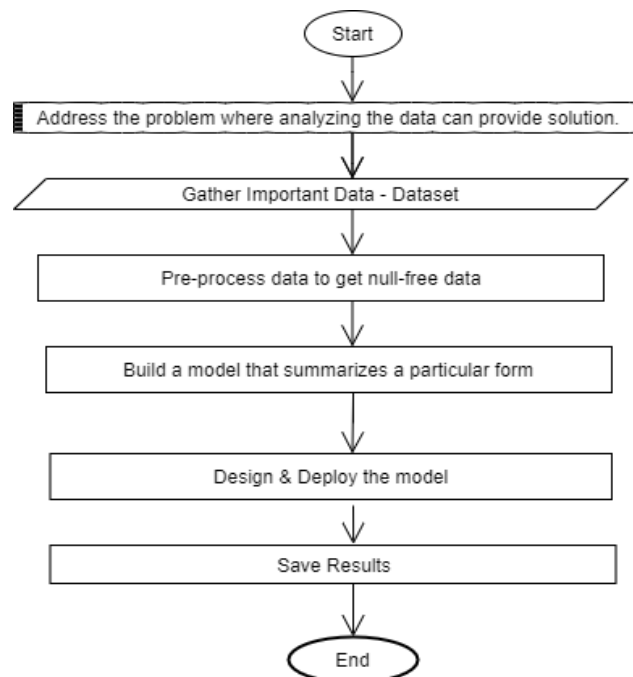 Start
Address the problem where analyzing the data can provide solution.
Gather Important Data - Dataset
Pre-process data to get null-free data
Build a model that summarizes a particular form
Design & Deploy the model
Save Results
End